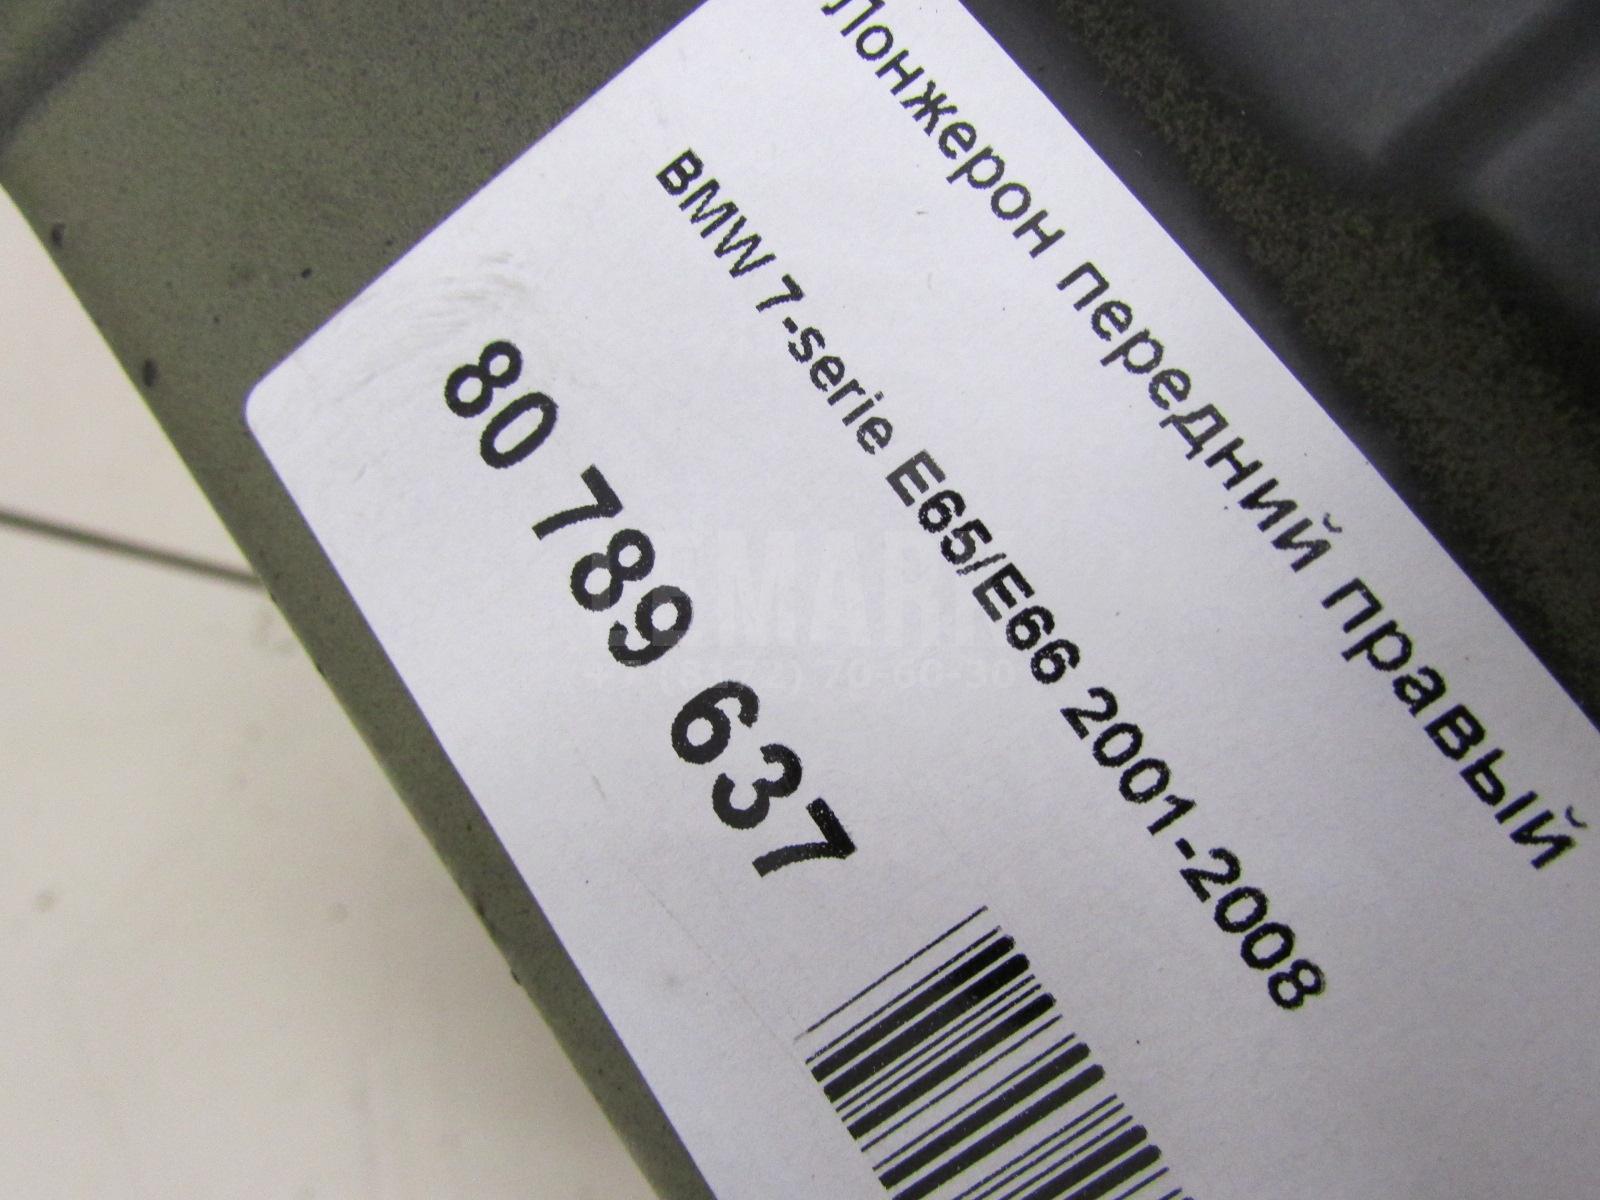 Лонжерон передний правый
BMW 7-serie E65/E66 2001-2008
80 789 637